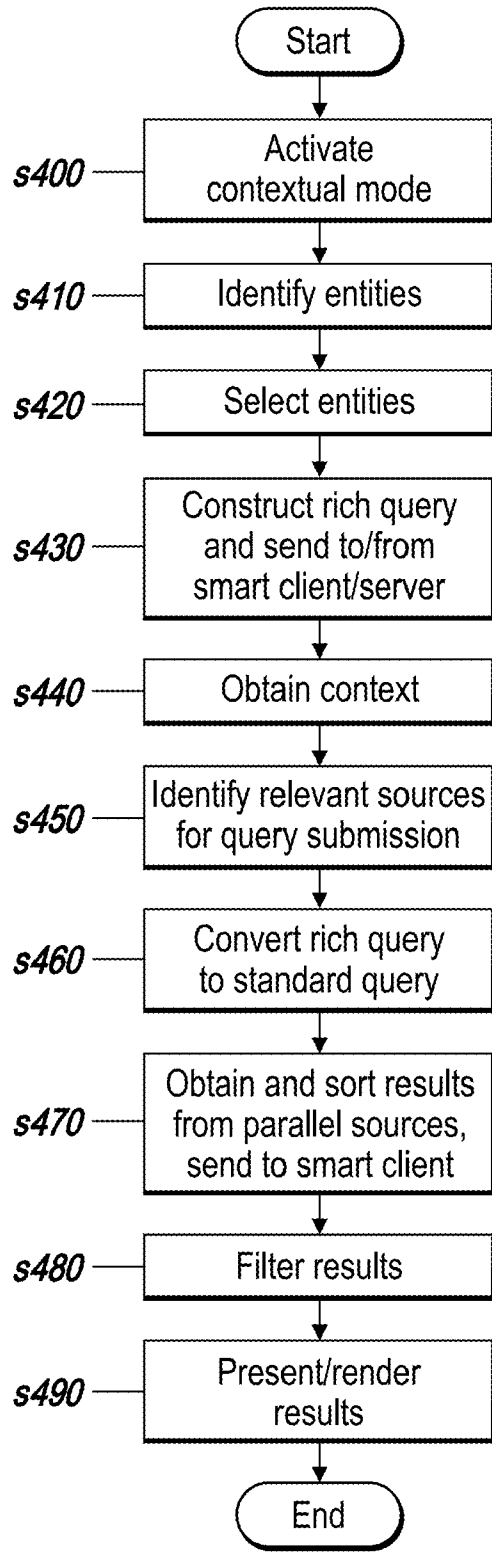 Start
s400
Activate
contextual mode
s410
Identify entities
s420
Select entities
s430
Construct rich query
and send to/from
smart client/server
s440
Obtain context
s450
Identify relevant sources
for query submission
s460
Convert rich query
to standard query
s470
Obtain and sort results
from parallel sources,
send to smart client
s480
Filter results
s490
Present/render
results
End